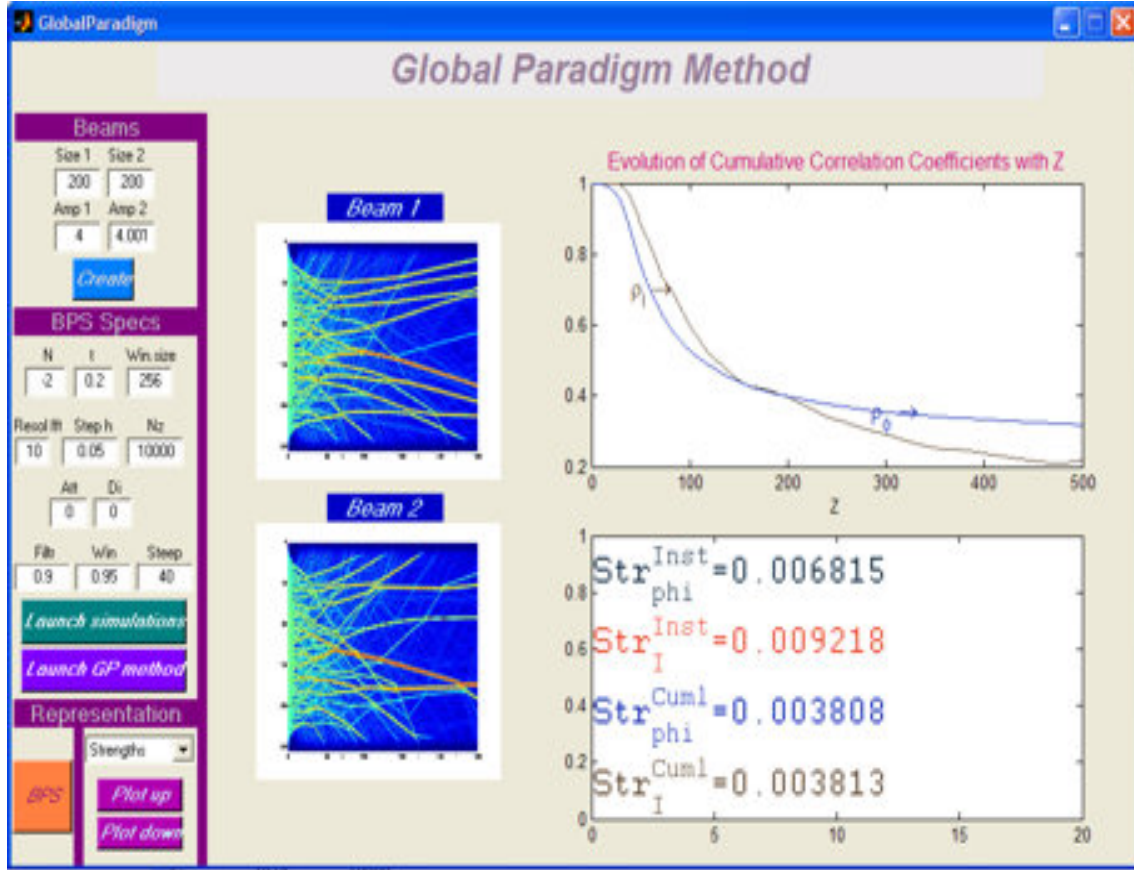 GlobalParadigm
Global Paradigm Method
Beams
Size 1 Size 2
200 200
Amp 1 Amp 2
4 4.001
Create
BPS Specs
N t Win.size
-2 0.2 256
Resol fft Step h Nz
10 0.05 10000
Att Di
0 0
Filtr Win Steep
0.9 0.95 40
Launch simulations
Launch GP method
Representation
Strengths
BPS
Plot up
Plot down
Beam 1
Beam 2
Evolution of Cumulative Correlation Coefficients with Z
1
0.8
0.6
0.4
0.2
ρI →
ρφ →
0 100 200 300 400 500
Z
1
0.8
0.6
0.4
0.2
0
Str Inst phi =0.006815
Str Inst I =0.009218
Str Cuml phi =0.003808
Str Cuml I =0.003813
0 5 10 15 20